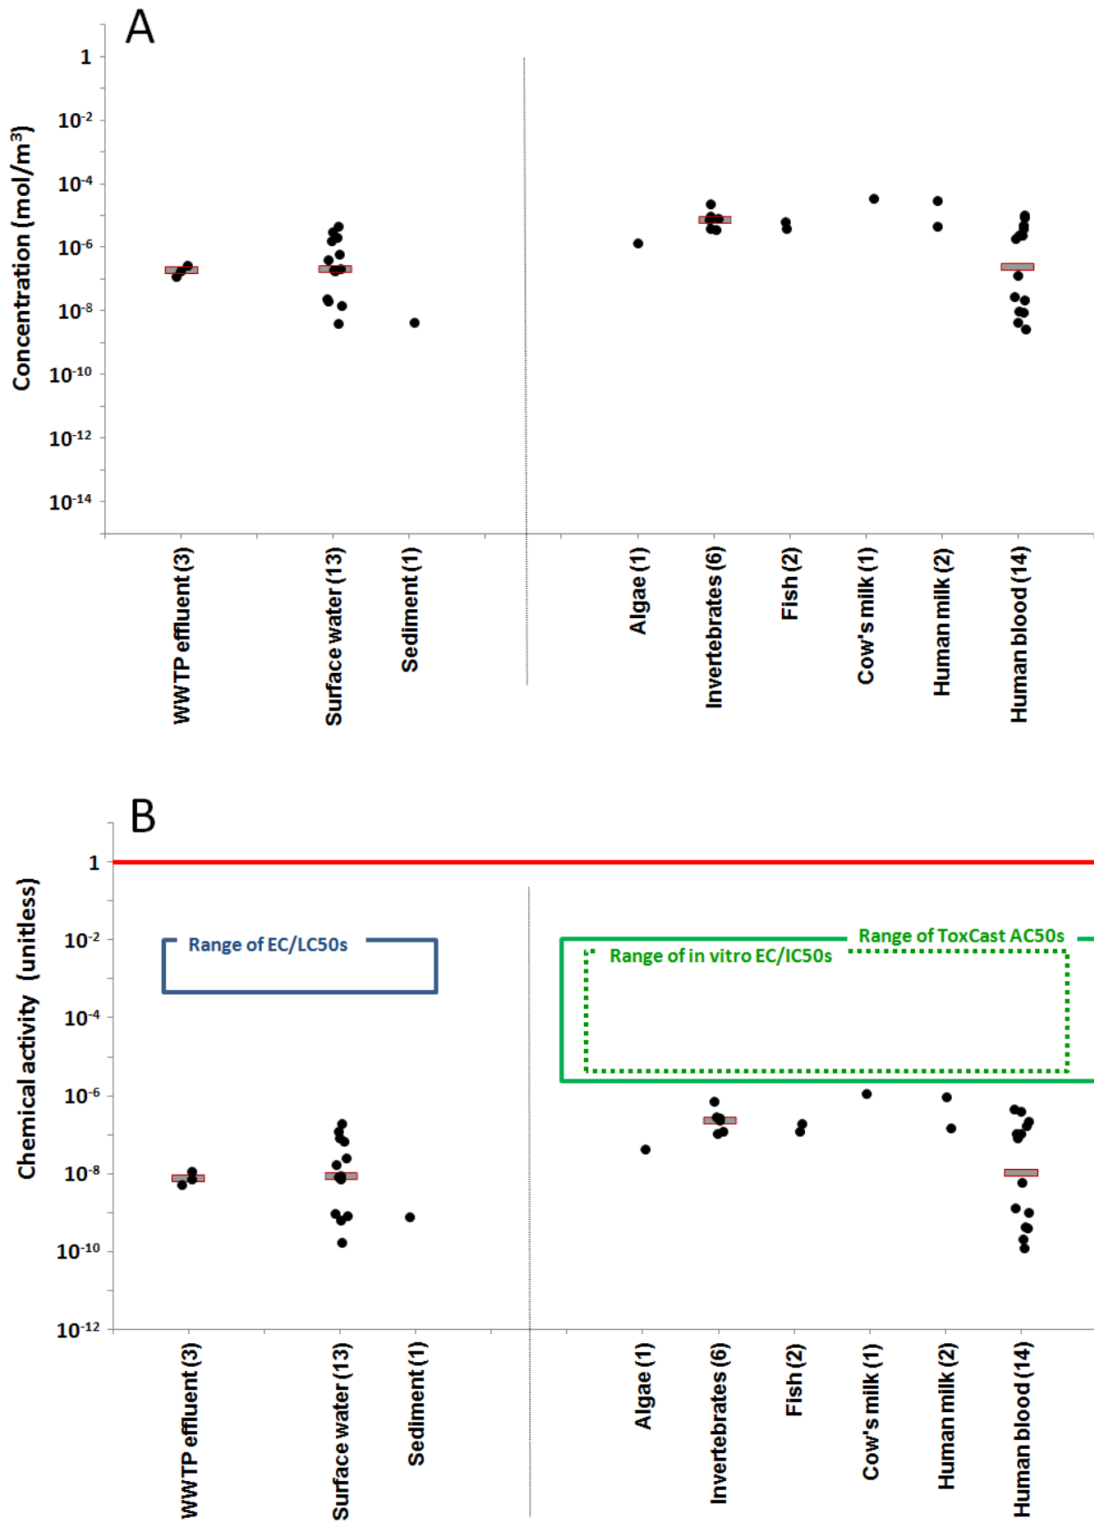 A
Concentration (mol/m³)
1
10⁻²
10⁻⁴
10⁻⁶
10⁻⁸
10⁻¹⁰
10⁻¹²
10⁻¹⁴
WWTP effluent (3)
Surface water (13)
Sediment (1)
Algae (1)
Invertebrates (6)
Fish (2)
Cow's milk (1)
Human milk (2)
Human blood (14)
B
Chemical activity (unitless)
1
10⁻²
10⁻⁴
10⁻⁶
10⁻⁸
10⁻¹⁰
10⁻¹²
Range of EC/LC50s
Range of ToxCast AC50s
Range of in vitro EC/IC50s
WWTP effluent (3)
Surface water (13)
Sediment (1)
Algae (1)
Invertebrates (6)
Fish (2)
Cow's milk (1)
Human milk (2)
Human blood (14)